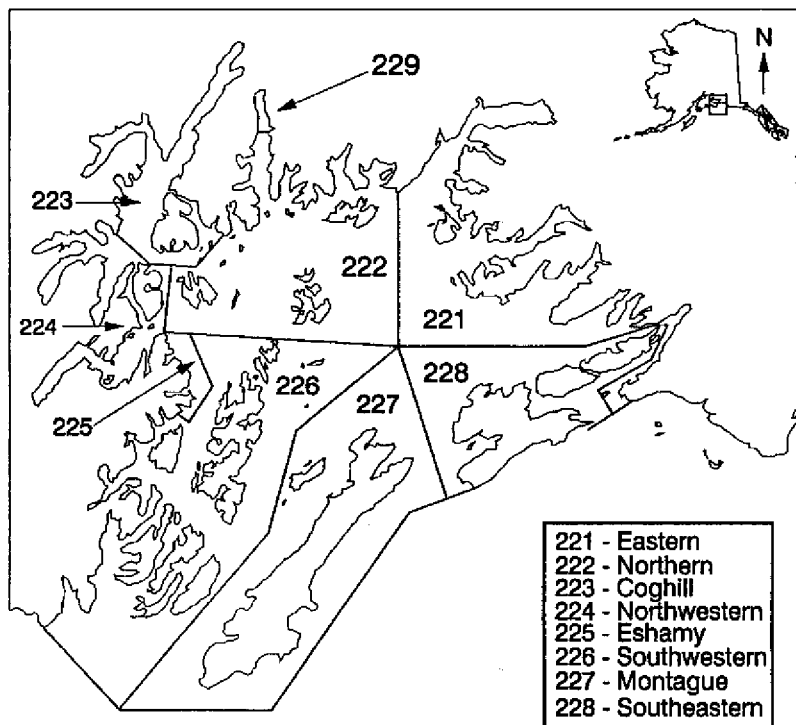 229
N
223
222
224
221
226
228
225
227
221 - Eastern
222 - Northern
223 - Coghill
224 - Northwestern
225 - Eshamy
226 - Southwestern
227 - Montague
228 - Southeastern